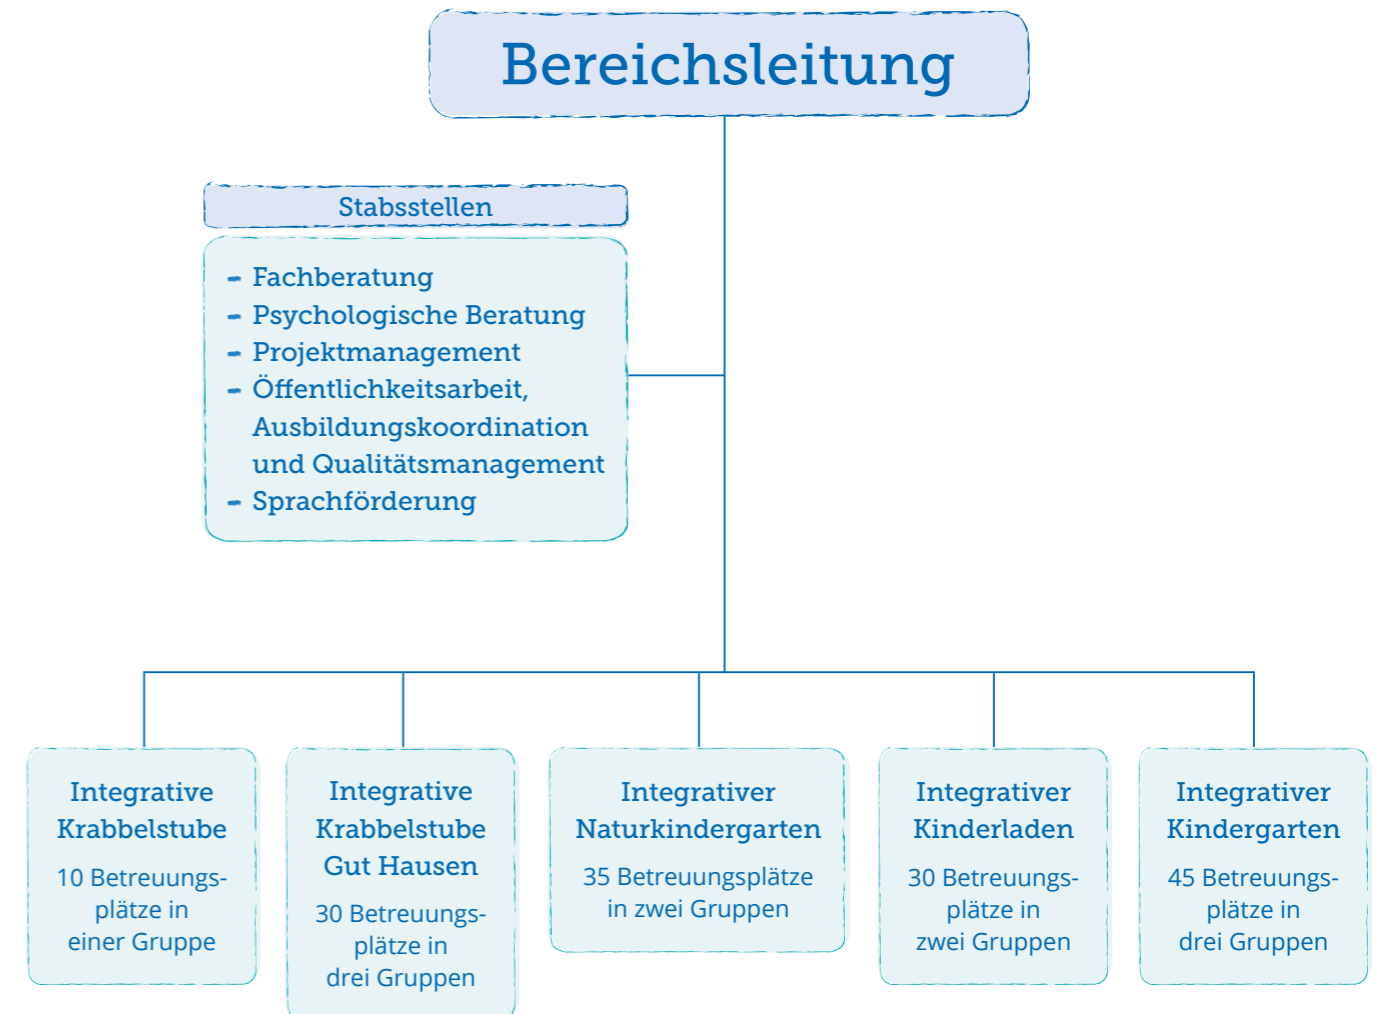 Bereichsleitung
Stabsstellen
– Fachberatung
– Psychologische Beratung
– Projektmanagement
– Öffentlichkeitsarbeit,
Ausbildungskoordination
und Qualitätsmanagement
– Sprachförderung
Integrative
Krabbelstube
10 Betreuungs-
plätze in
einer Gruppe
Integrative
Krabbelstube
Gut Hausen
30 Betreuungs-
plätze in
drei Gruppen
Integrativer
Naturkindergarten
35 Betreuungsplätze
in zwei Gruppen
Integrativer
Kinderladen
30 Betreuungs-
plätze in
zwei Gruppen
Integrativer
Kindergarten
45 Betreuungs-
plätze in
drei Gruppen